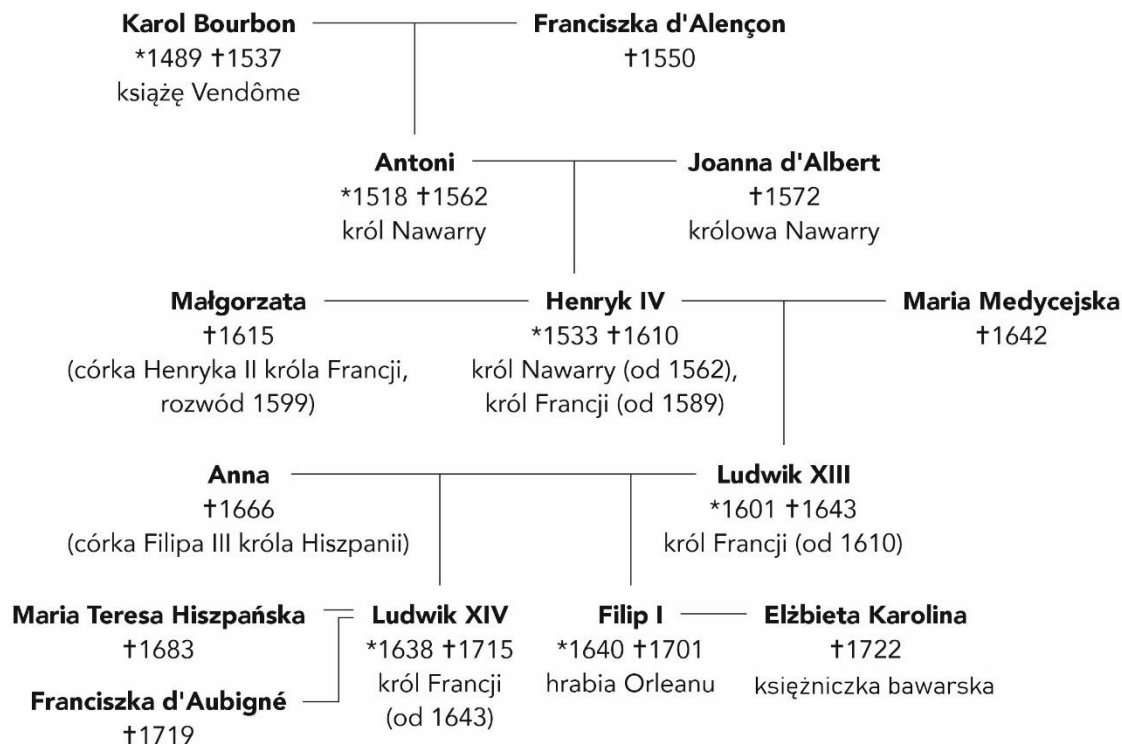 Karol Bourbon
*1489 †1537
książę Vendôme
Franciszka d'Alençon
†1550
Antoni
*1518 †1562
król Nawarry
Joanna d'Albert
†1572
królowa Nawarry
Małgorzata
†1615
(córka Henryka II króla Francji,
rozwód 1599)
Henryk IV
*1533 †1610
król Nawarry (od 1562),
król Francji (od 1589)
Maria Medycejska
†1642
Anna
†1666
(córka Filipa III króla Hiszpanii)
Ludwik XIII
*1601 †1643
król Francji (od 1610)
Maria Teresa Hiszpańska
†1683
Franciszka d'Aubigné
†1719
Ludwik XIV
*1638 †1715
król Francji
(od 1643)
Filip I
*1640 †1701
hrabia Orleanu
Elżbieta Karolina
†1722
księżniczka bawarska